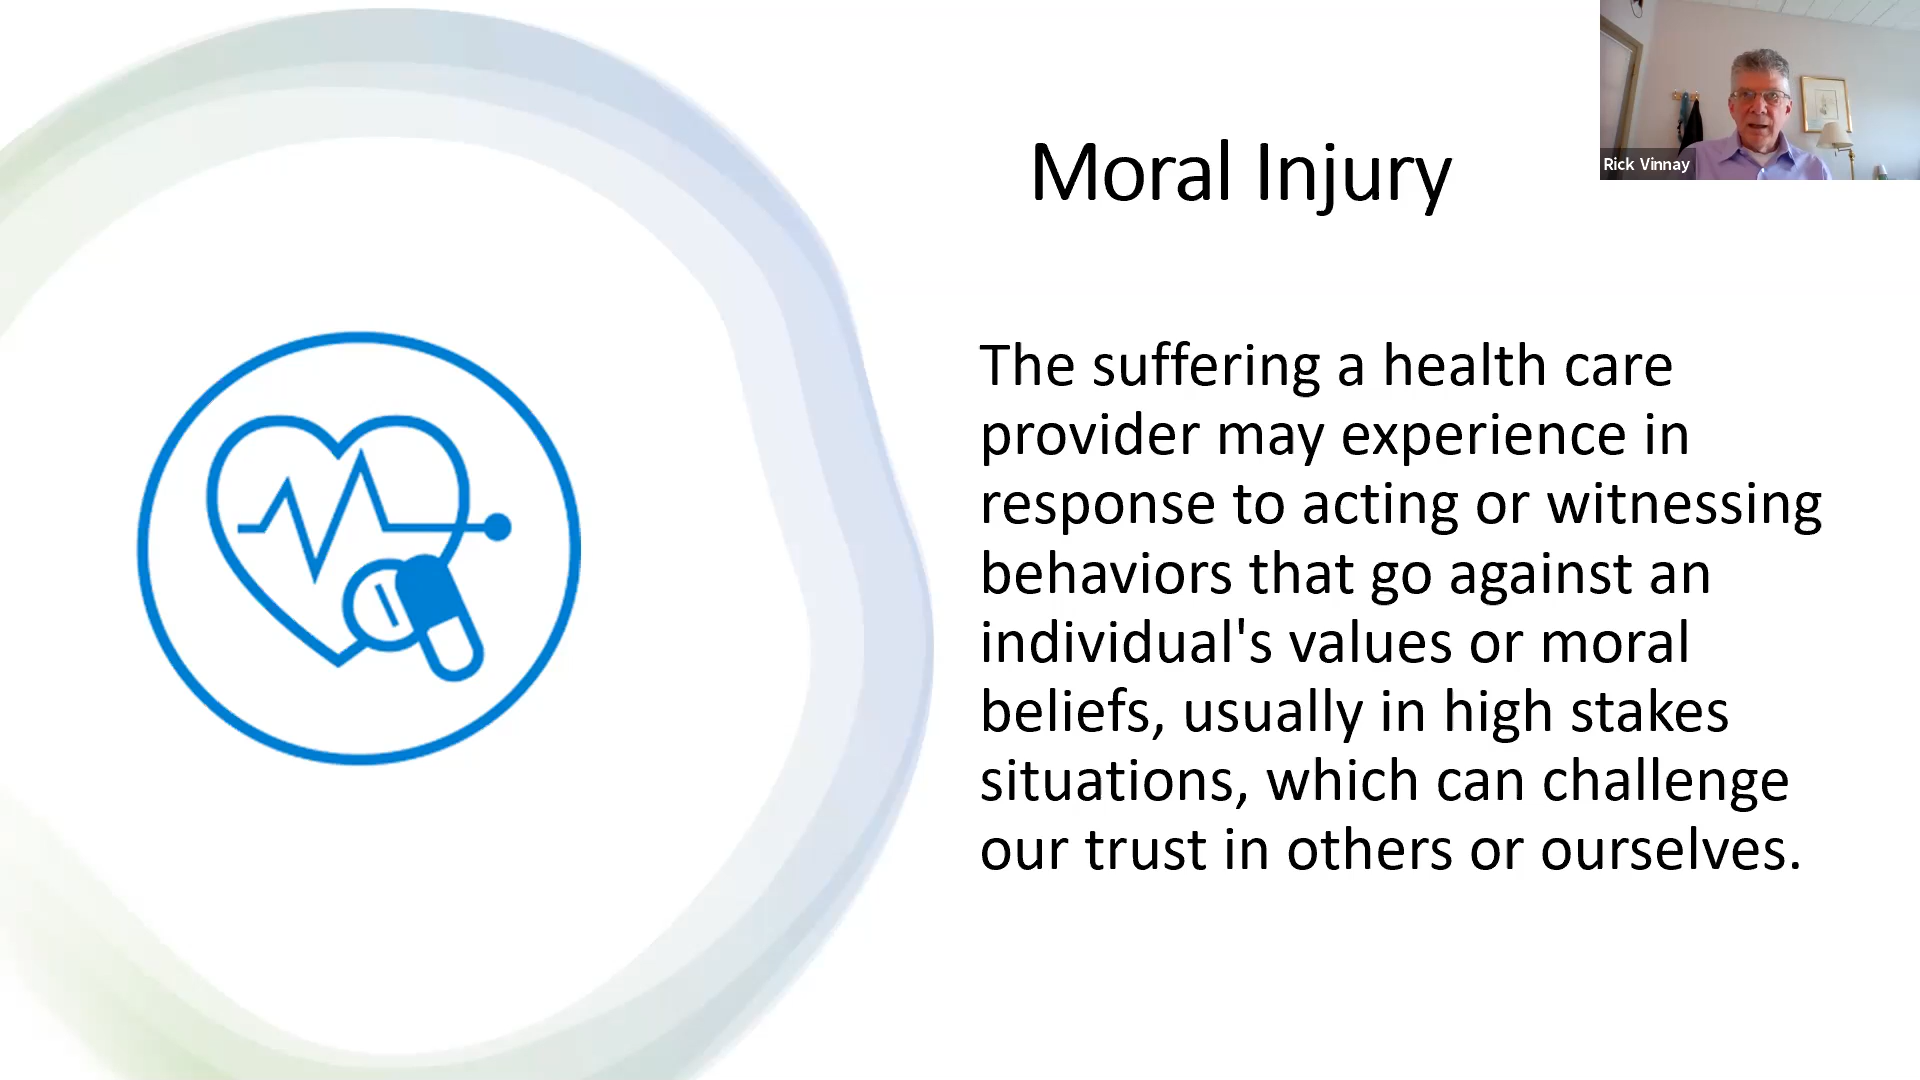 Moral Injury
Rick Vinnay
The suffering a health care
provider may experience in
response to acting or witnessing
behaviors that go against an
individual's values or moral
beliefs, usually in high stakes
situations, which can challenge
our trust in others or ourselves.